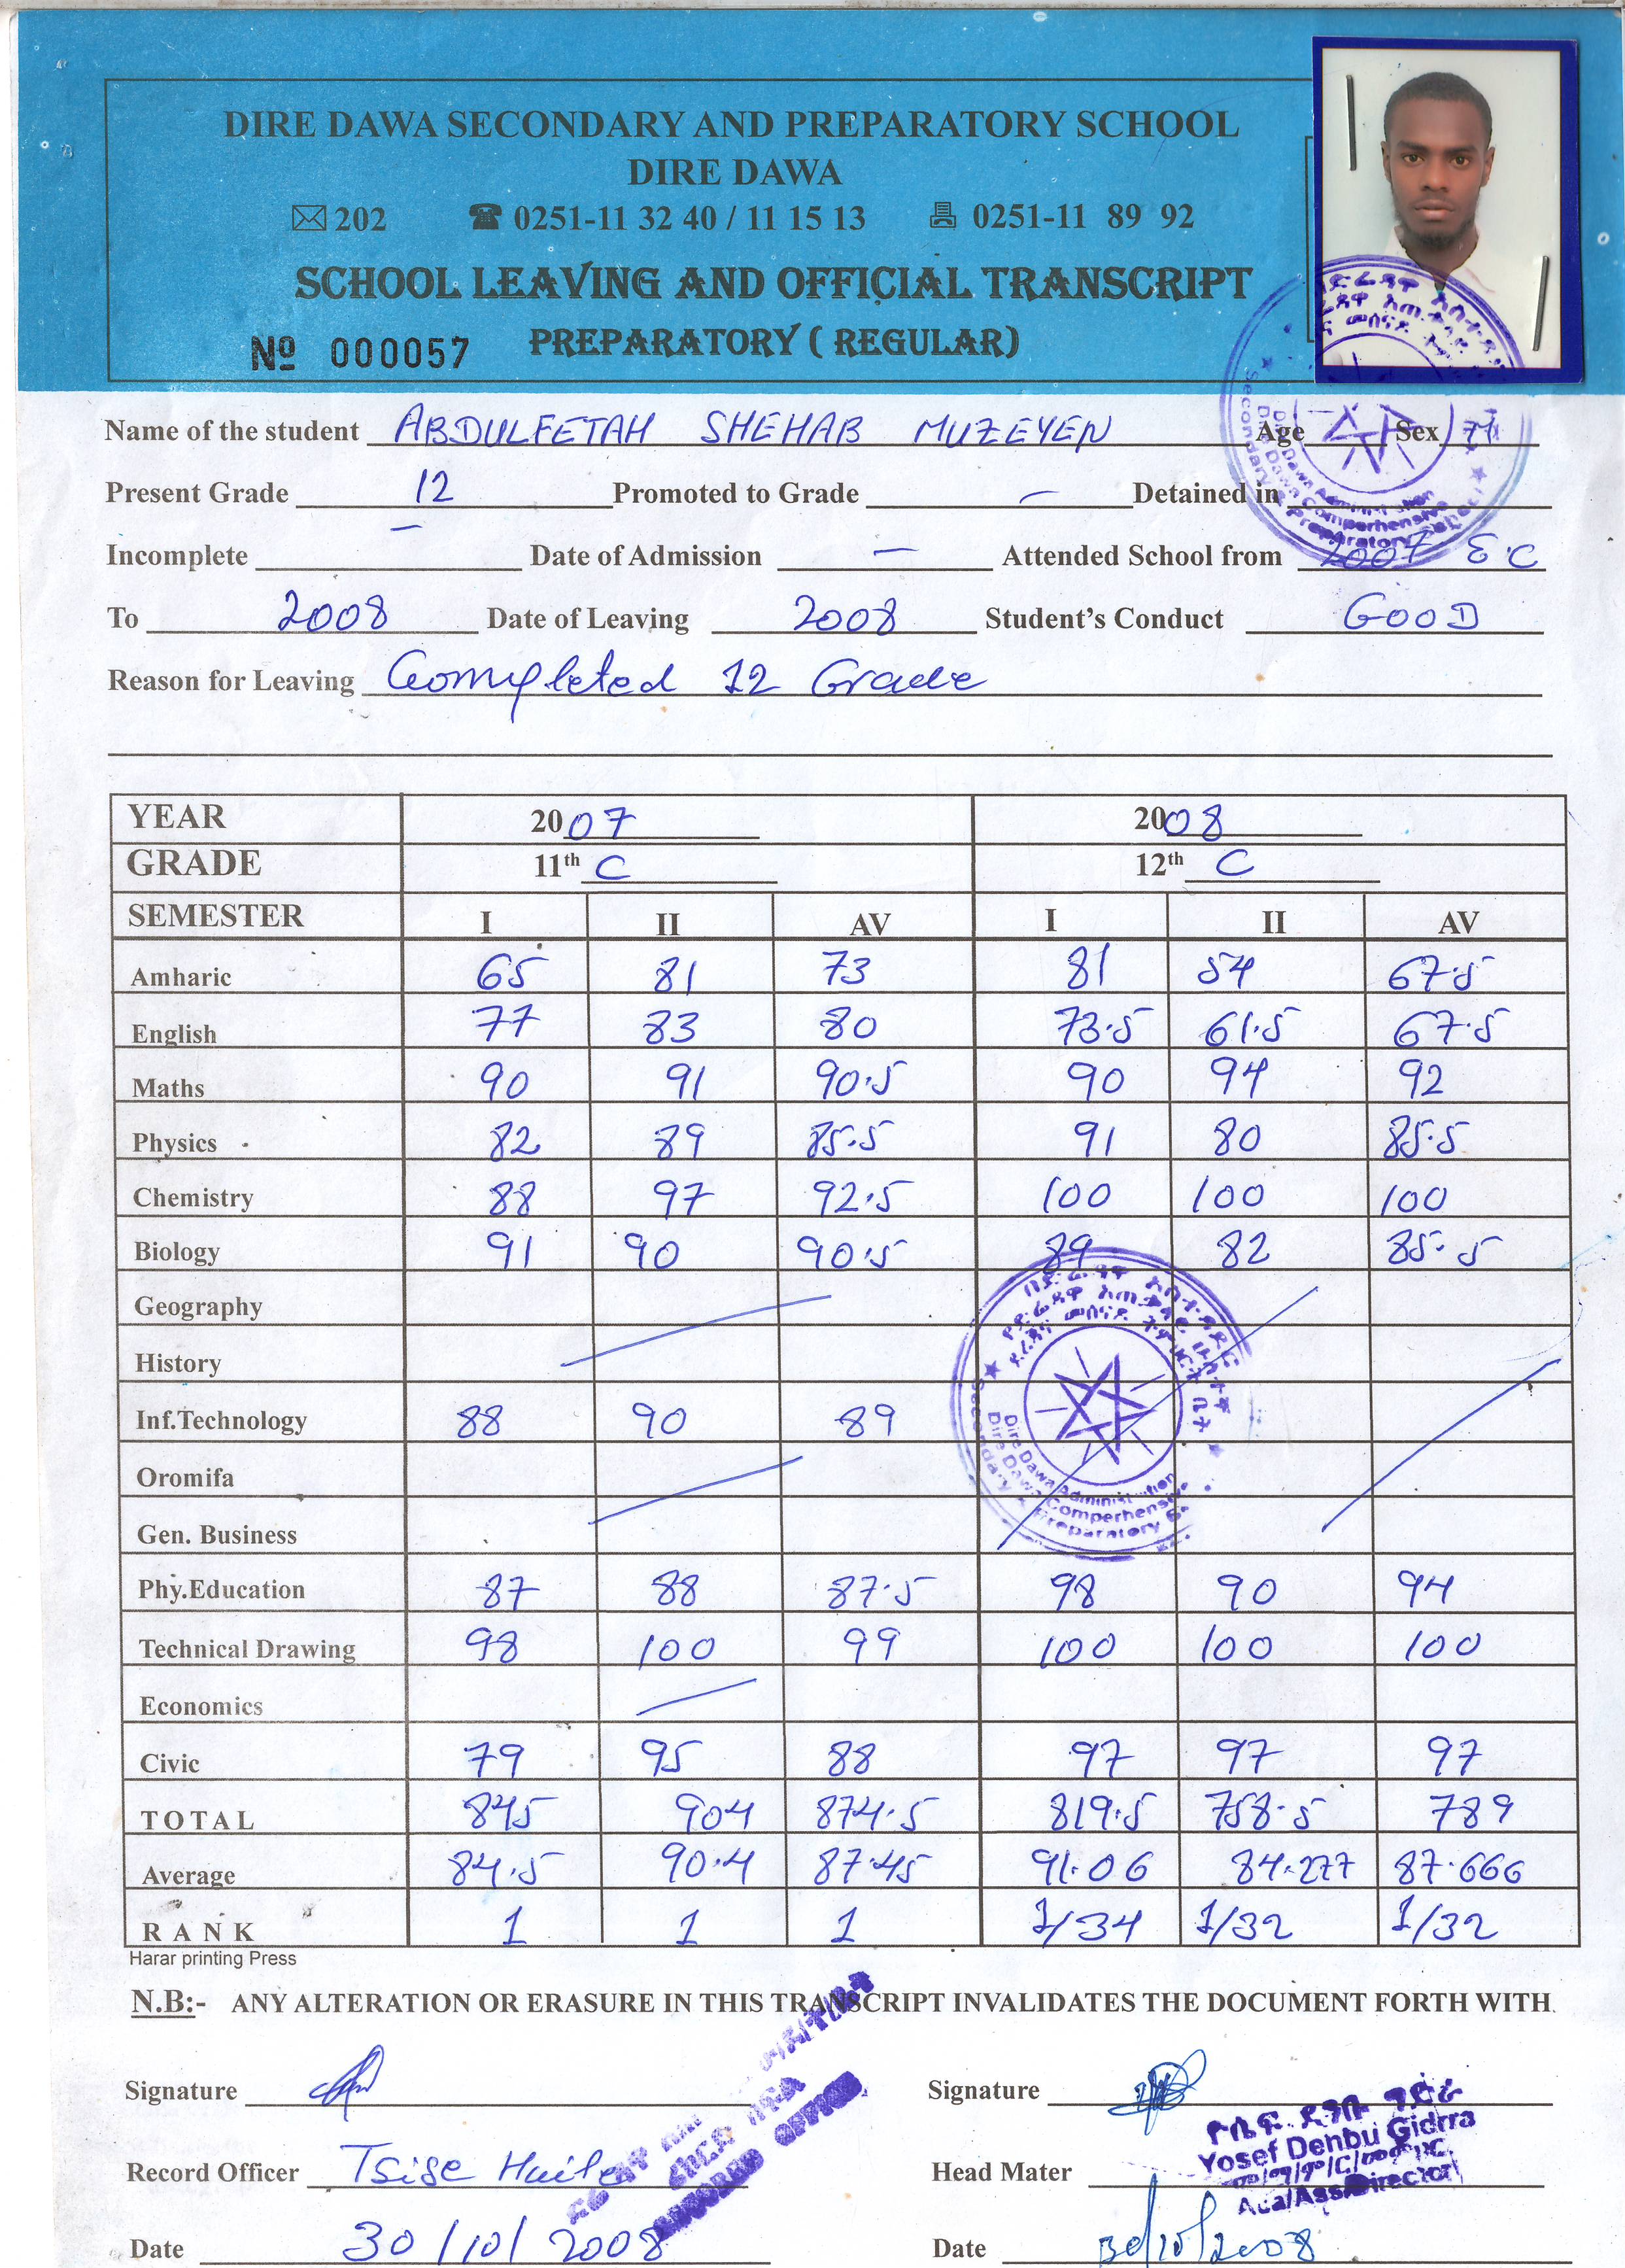 DIRE DAWA SECONDARY AND PREPARATORY SCHOOL
DIRE DAWA
202 0251-11 32 40 / 11 15 13 0251-11 89 92
SCHOOL LEAVING AND OFFICIAL TRANSCRIPT
PREPARATORY ( REGULAR)
No 000057
Name of the student ABDULFETAH SHEHAB MUZEYEN Age Sex M
Present Grade 12 Promoted to Grade — Detained in
Incomplete — Date of Admission — Attended School from 2007 E.C
To 2008 Date of Leaving 2008 Student's Conduct GOOD
Reason for Leaving Completed 12 Grade
YEAR 2007 2008
GRADE 11th C 12th C
SEMESTER I II AV I II AV
Amharic 65 81 73 81 54 67.5
English 77 83 80 73.5 61.5 67.5
Maths 90 91 90.5 90 94 92
Physics 82 89 85.5 91 80 85.5
Chemistry 88 97 92.5 100 100 100
Biology 91 90 90.5 89 82 85.5
Geography
History
Inf.Technology 88 90 89
Oromifa
Gen. Business
Phy.Education 87 88 87.5 98 90 94
Technical Drawing 98 100 99 100 100 100
Economics
Civic 79 95 88 97 97 97
TOTAL 845 904 874.5 819.5 758.5 789
Average 84.5 90.4 87.45 91.06 84.277 87.666
RANK 1 1 1 1/34 1/32 1/32
Harar printing Press
Dire Dawa Administration
Dire Dawa Comperhensive
Secondary & Preparatory
N.B:- ANY ALTERATION OR ERASURE IN THIS TRANSCRIPT INVALIDATES THE DOCUMENT FORTH WITH.
Signature Signature
Record Officer Tsige Haile Head Mater
RECORD OFFICE
Yosef Denbu Gidrra
Aca/Ass/Director
Date 30/10/2008 Date 30/10/2008